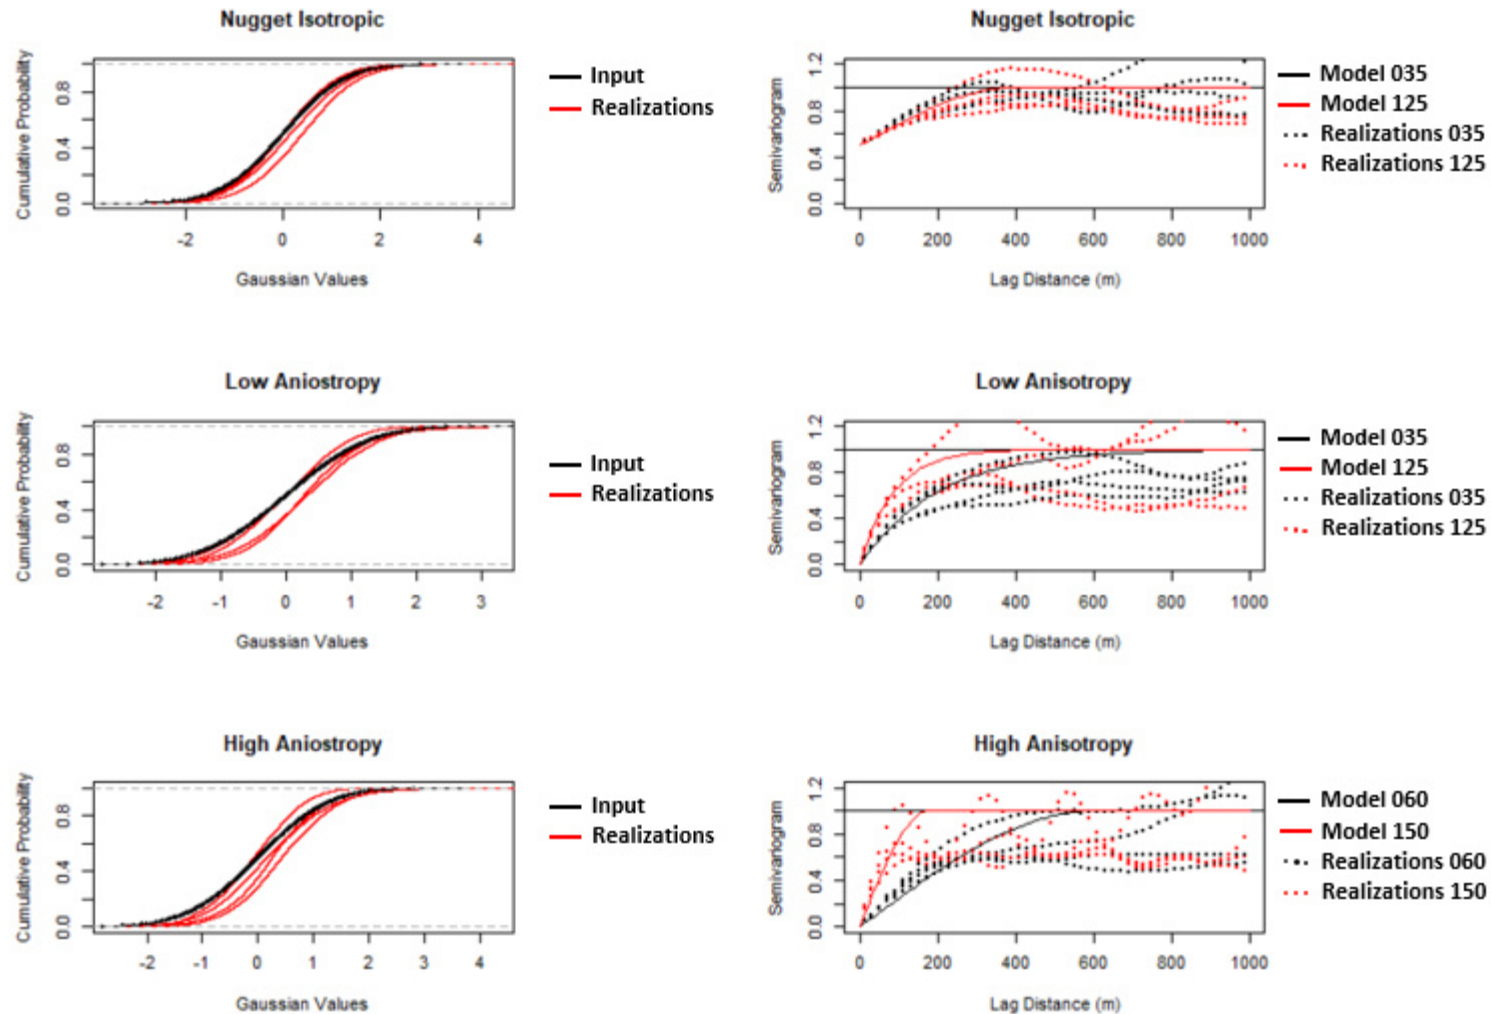 Nugget Isotropic
Cumulative Probability
0.0 0.4 0.8
-2 0 2 4
Gaussian Values
Input
Realizations
Nugget Isotropic
Semivariogram
0.0 0.4 0.8 1.2
0 200 400 600 800 1000
Lag Distance (m)
Model 035
Model 125
Realizations 035
Realizations 125
Low Aniostropy
Cumulative Probability
0.0 0.4 0.8
-2 -1 0 1 2 3
Gaussian Values
Input
Realizations
Low Anisotropy
Semivariogram
0.0 0.4 0.8 1.2
0 200 400 600 800 1000
Lag Distance (m)
Model 035
Model 125
Realizations 035
Realizations 125
High Aniostropy
Cumulative Probability
0.0 0.4 0.8
-2 -1 0 1 2 3 4
Gaussian Values
Input
Realizations
High Anisotropy
Semivariogram
0.0 0.4 0.8 1.2
0 200 400 600 800 1000
Lag Distance (m)
Model 060
Model 150
Realizations 060
Realizations 150